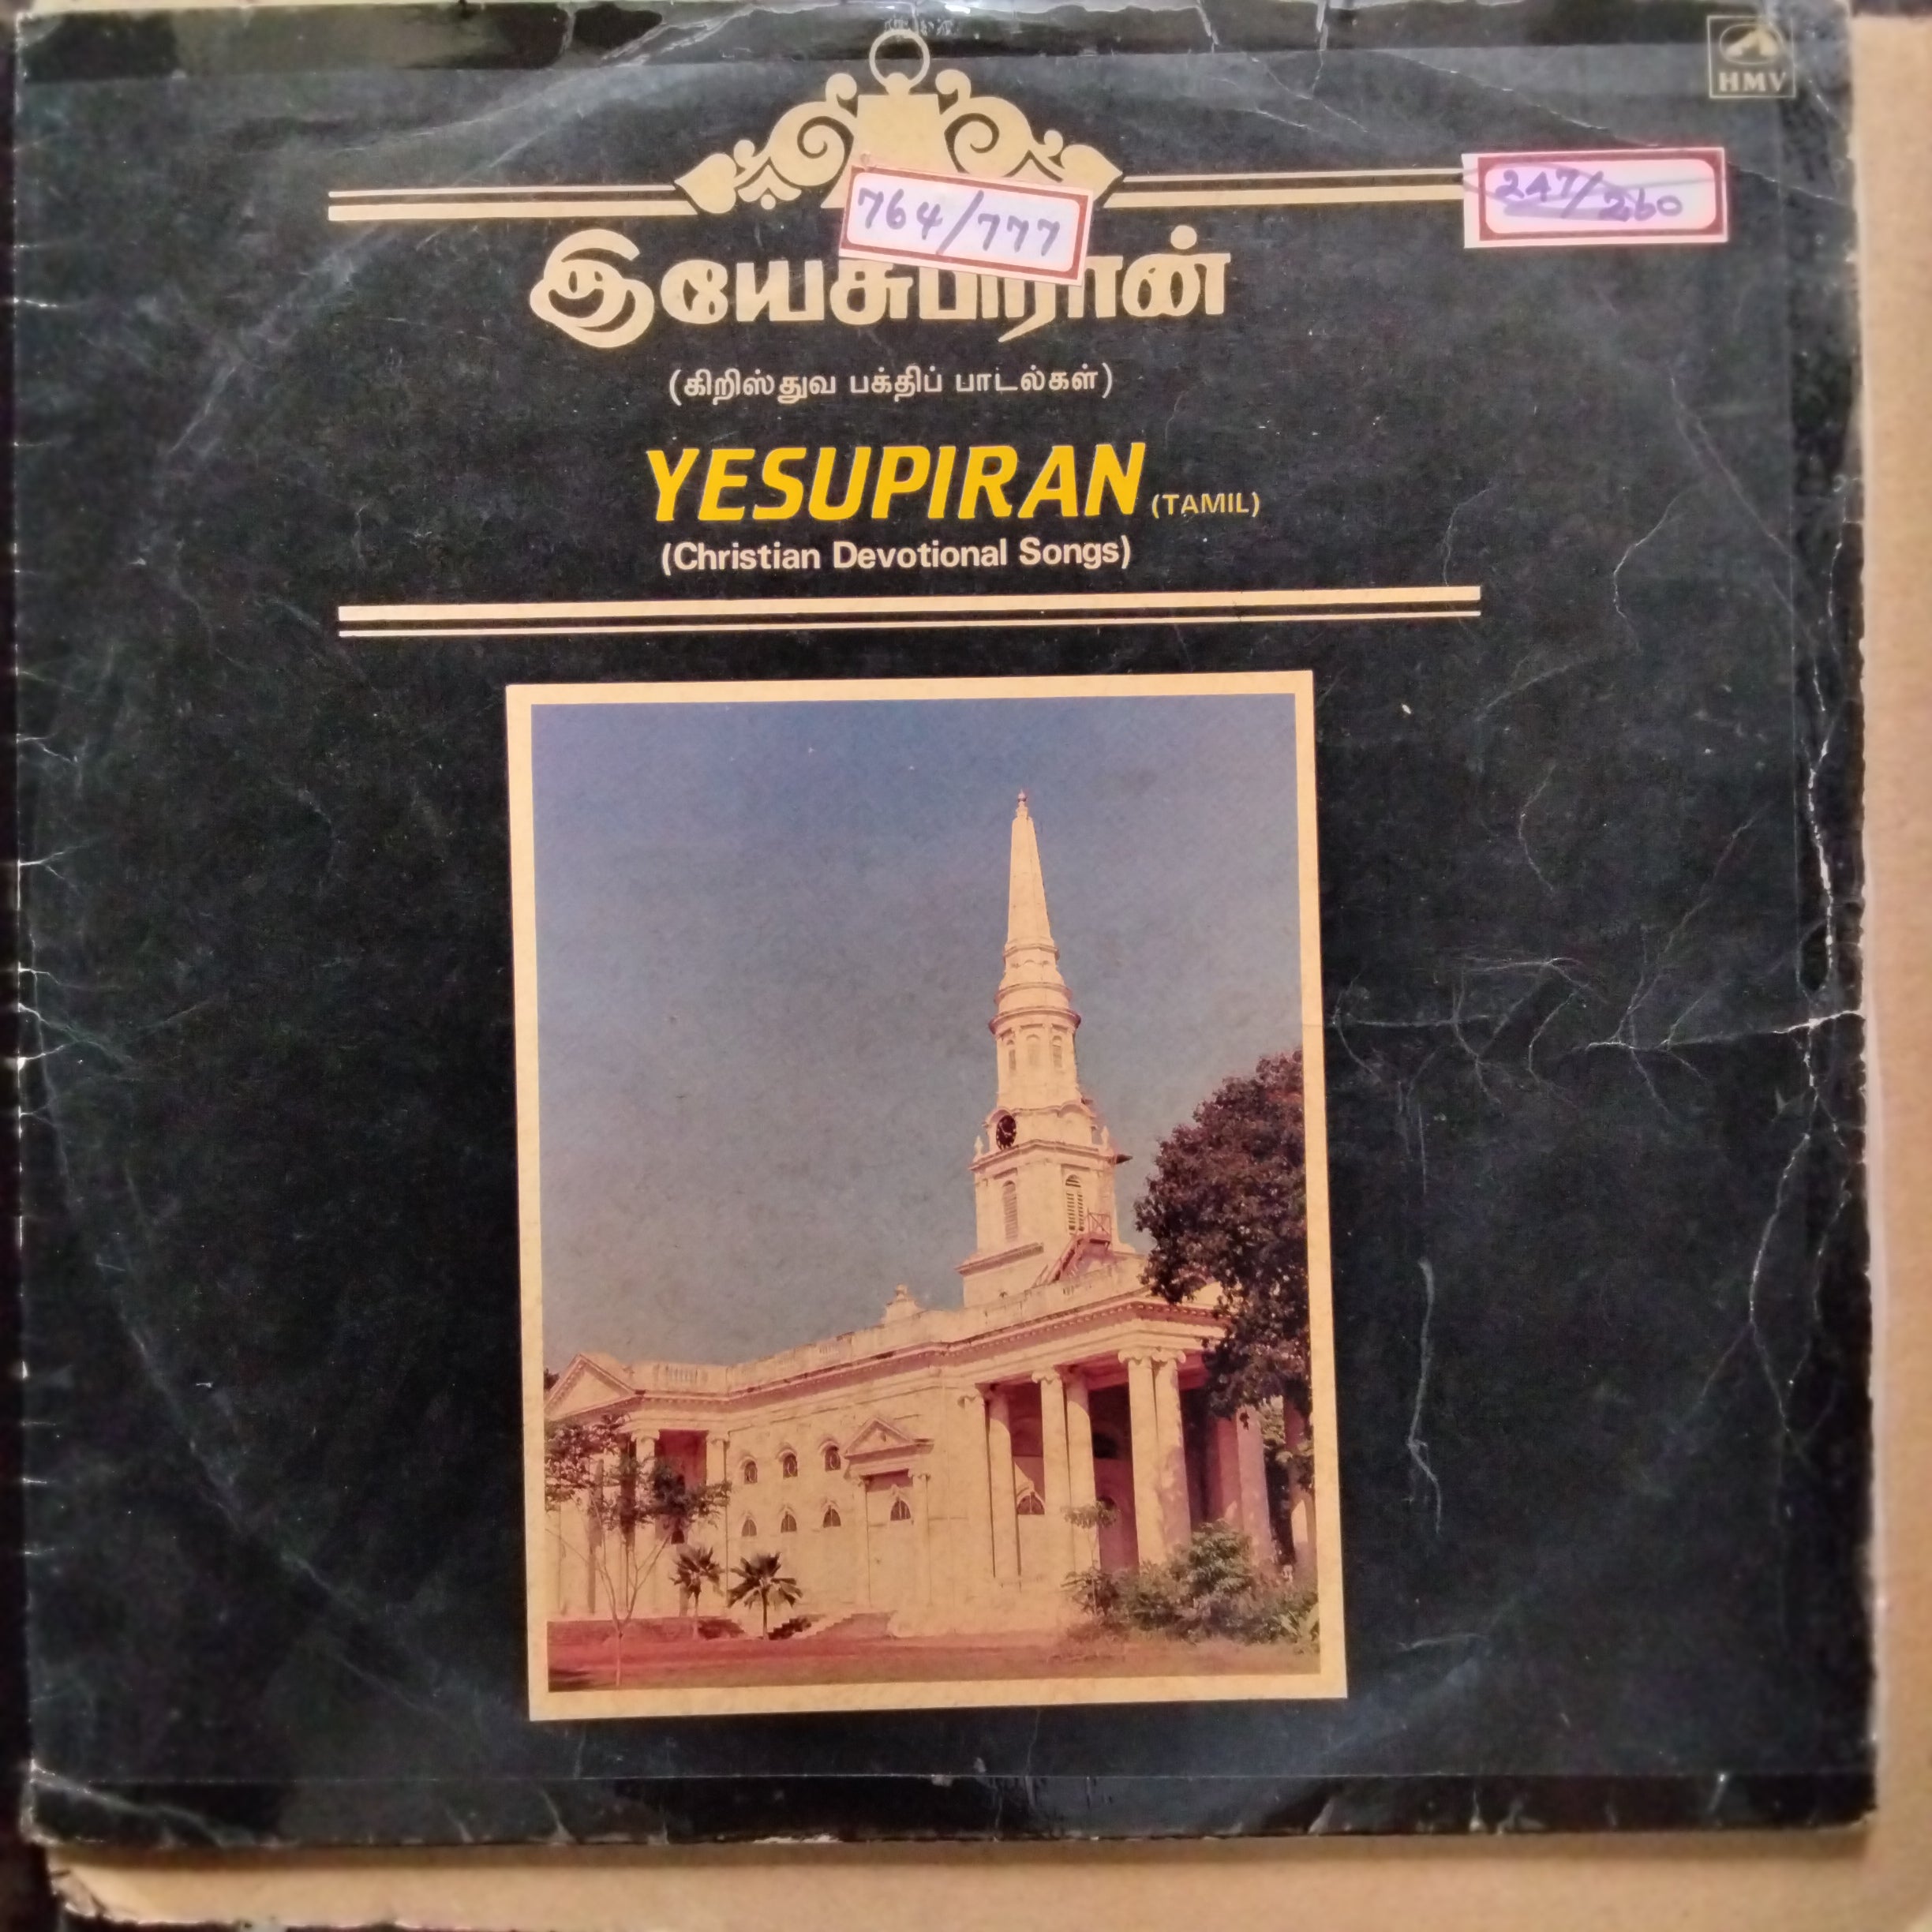 HMV
764/777
247/260
இயேசுபிரான்
(கிறிஸ்துவ பக்திப் பாடல்கள்)
YESUPIRAN (TAMIL)
(Christian Devotional Songs)